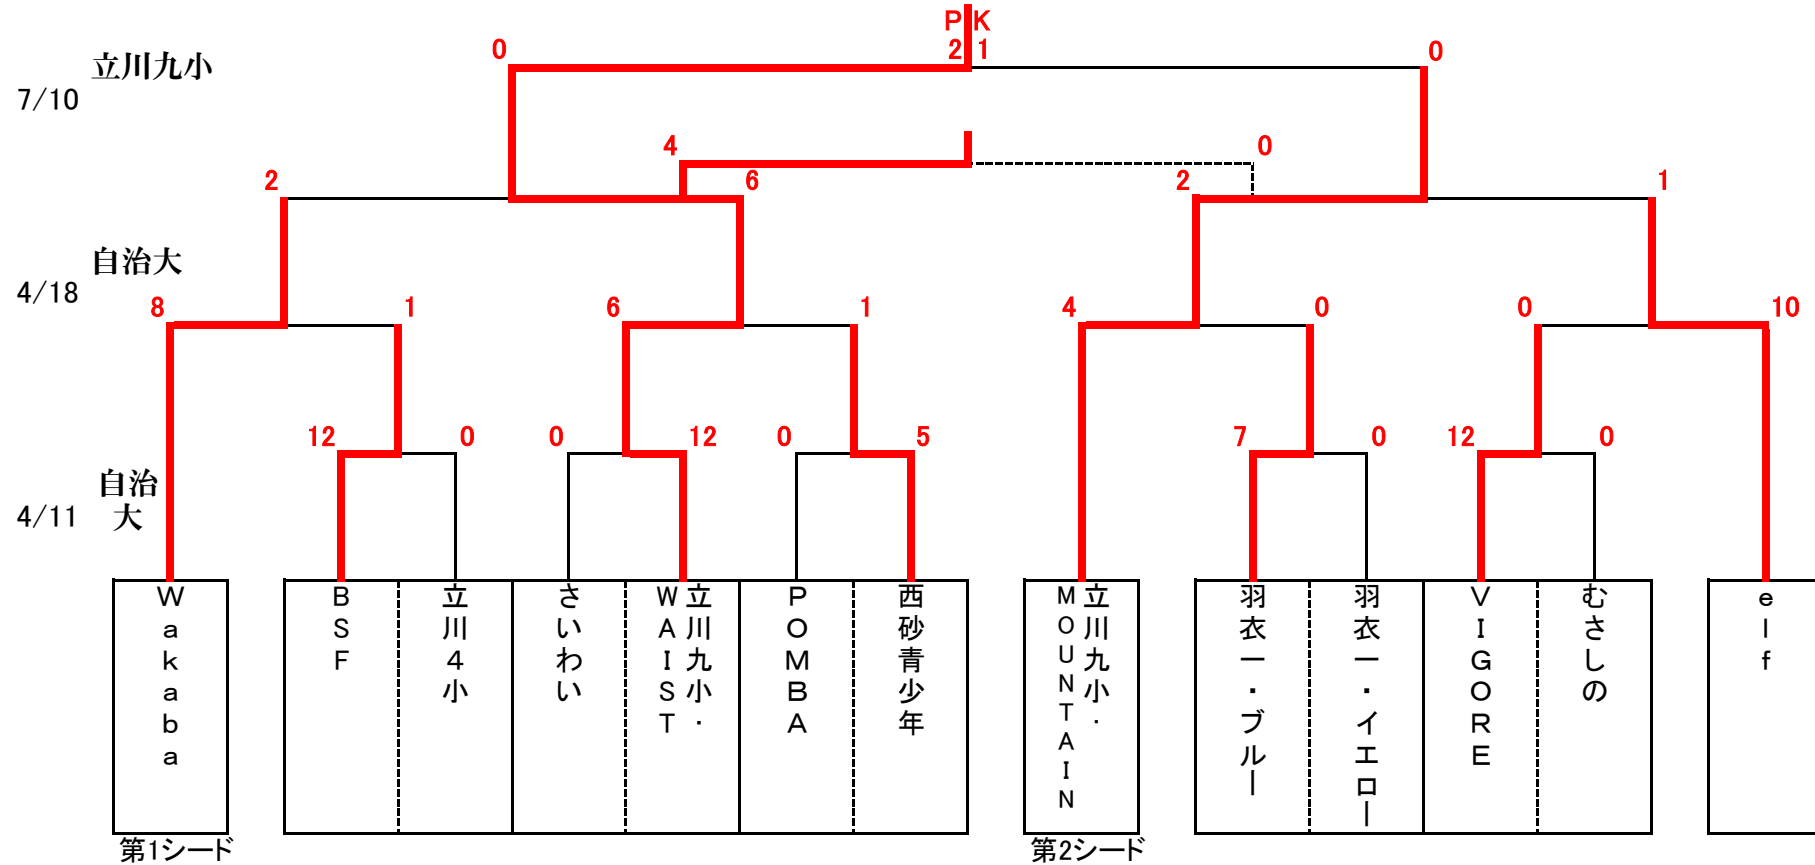 PK
0 2 1 0
立川九小
7/10
4 0
2 6 2 1
自治大
4/18
8 1 6 1 4 0 0 10
12 0 0 12 0 5 7 0 12 0
自治
大
4/11
Wakaba
BSF
立川4小
さいわい
立川九小・
WAIST
POMBA
西砂青少年
立川九小・
MOUNTAIN
羽衣一・ブルー
羽衣一・イエロー
VIGORE
むさしの
elf
第1シード
第2シード